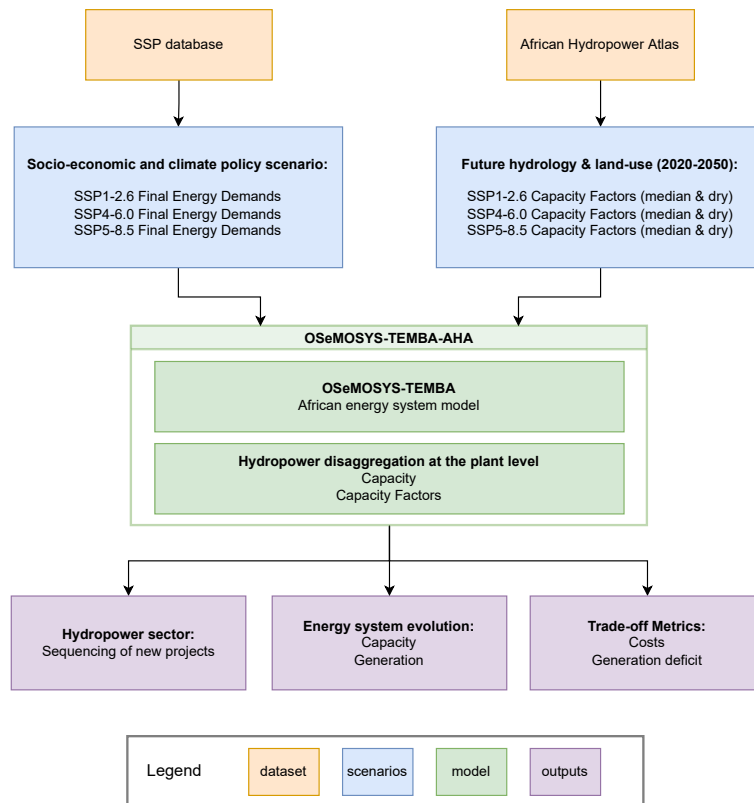 SSP database
African Hydropower Atlas
Socio-economic and climate policy scenario:
SSP1-2.6 Final Energy Demands
SSP4-6.0 Final Energy Demands
SSP5-8.5 Final Energy Demands
Future hydrology & land-use (2020-2050):
SSP1-2.6 Capacity Factors (median & dry)
SSP4-6.0 Capacity Factors (median & dry)
SSP5-8.5 Capacity Factors (median & dry)
OSeMOSYS-TEMBA-AHA
OSeMOSYS-TEMBA
African energy system model
Hydropower disaggregation at the plant level
Capacity
Capacity Factors
Hydropower sector:
Sequencing of new projects
Energy system evolution:
Capacity
Generation
Trade-off Metrics:
Costs
Generation deficit
Legend
dataset
scenarios
model
outputs